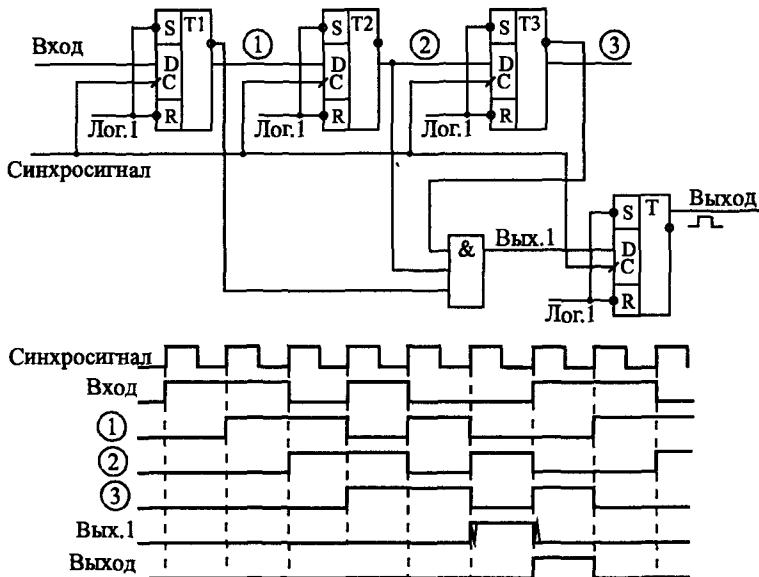 S T1 ① S T2 ② S T3 ③
Вход
D D D
C C C
R R R
Лог.1 Лог.1 Лог.1
Синхросигнал
S T Выход
& Вых.1 D
C
Лог.1 R
Синхросигнал
Вход
①
②
③
Вых.1
Выход